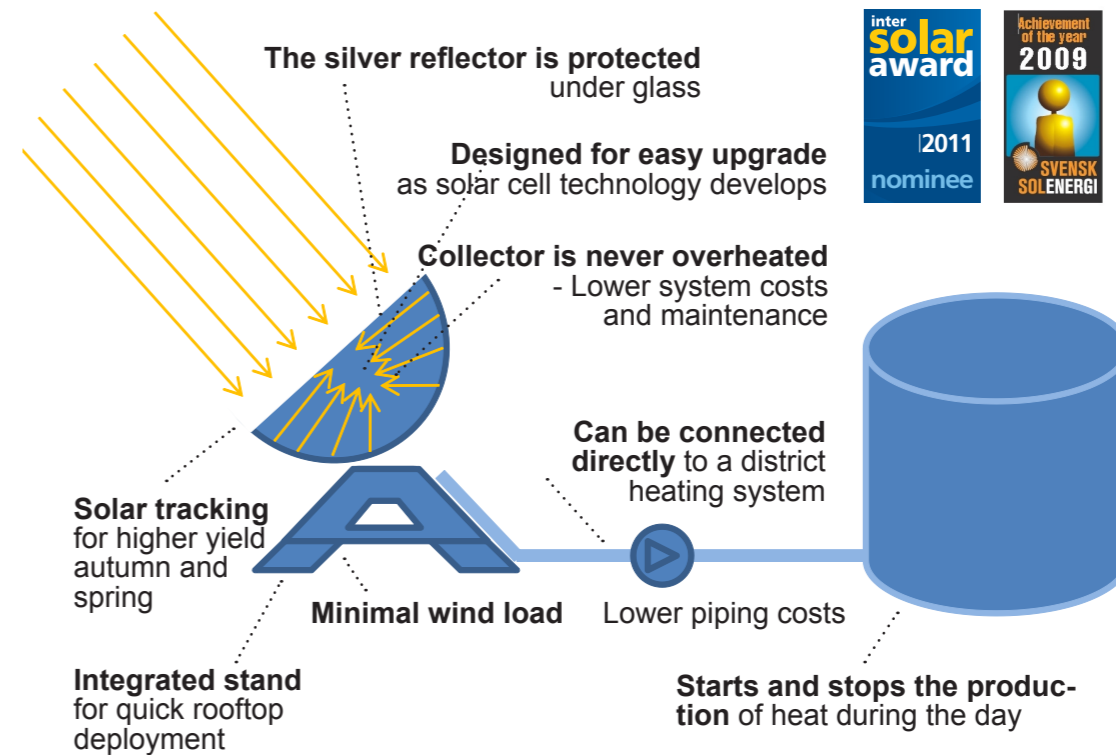 The silver reflector is protected
under glass
inter
solar
award
|2011
nominee
Achievement
of the year
2009
SVENSK
SOLENERGI
Designed for easy upgrade
as solar cell technology develops
Collector is never overheated
- Lower system costs
and maintenance
Can be connected
directly to a district
heating system
Solar tracking
for higher yield
autumn and
spring
Minimal wind load
Lower piping costs
Integrated stand
for quick rooftop
deployment
Starts and stops the produc-
tion of heat during the day